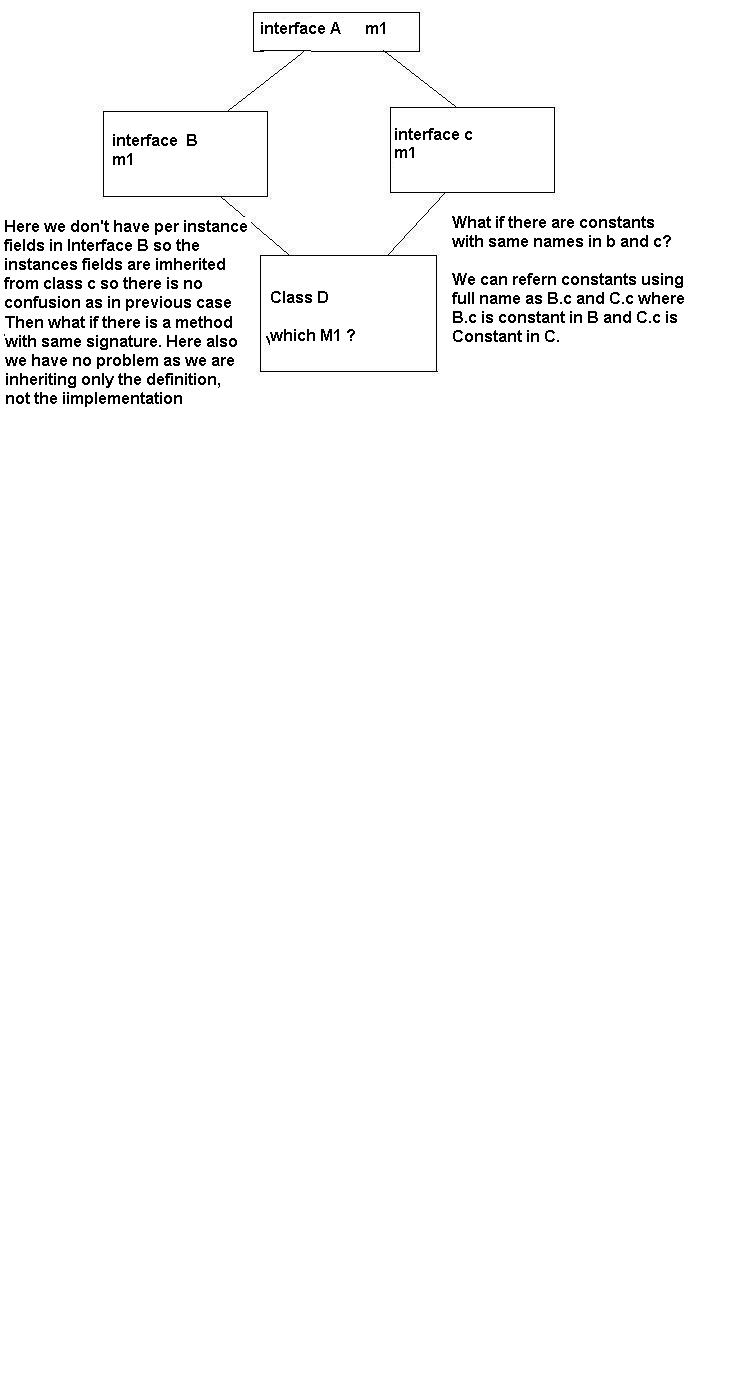 interface A m1
interface B
m1
interface c
m1
Here we don't have per instance
fields in Interface B so the
instances fields are imherited
from class c so there is no
confusion as in previous case
Then what if there is a method
with same signature. Here also
we have no problem as we are
inheriting only the definition,
not the iimplementation
Class D
which M1 ?
What if there are constants
with same names in b and c?
We can refern constants using
full name as B.c and C.c where
B.c is constant in B and C.c is
Constant in C.